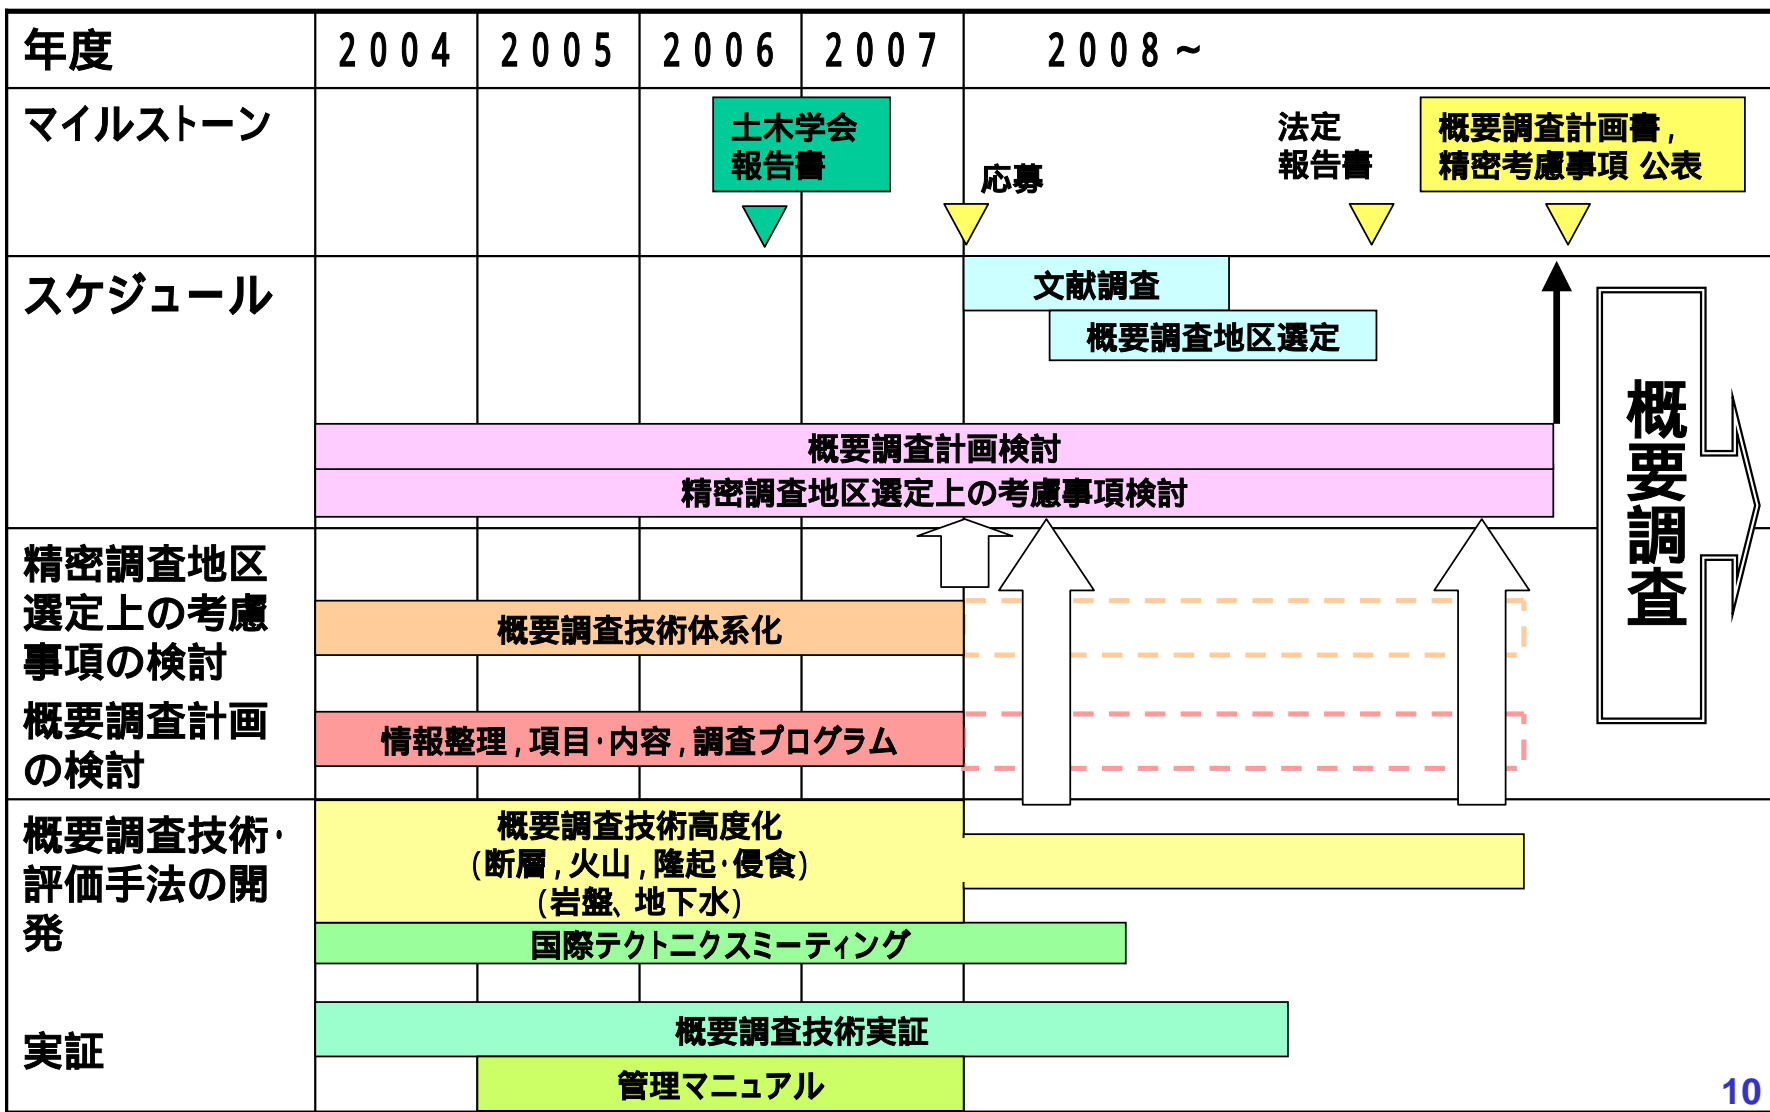 年度
2004
2005
2006
2007
2008~
マイルストーン
土木学会
報告書
応募
法定
報告書
概要調査計画書,
精密考慮事項 公表
スケジュール
文献調査
概要調査地区選定
概要調査計画検討
精密調査地区選定上の考慮事項検討
概要調査
精密調査地区
選定上の考慮
事項の検討
概要調査技術体系化
概要調査計画
の検討
情報整理,項目・内容,調査プログラム
概要調査技術・
評価手法の開
発
概要調査技術高度化
(断層,火山,隆起・侵食)
(岩盤、地下水)
国際テクトニクスミーティング
実証
概要調査技術実証
管理マニュアル
10